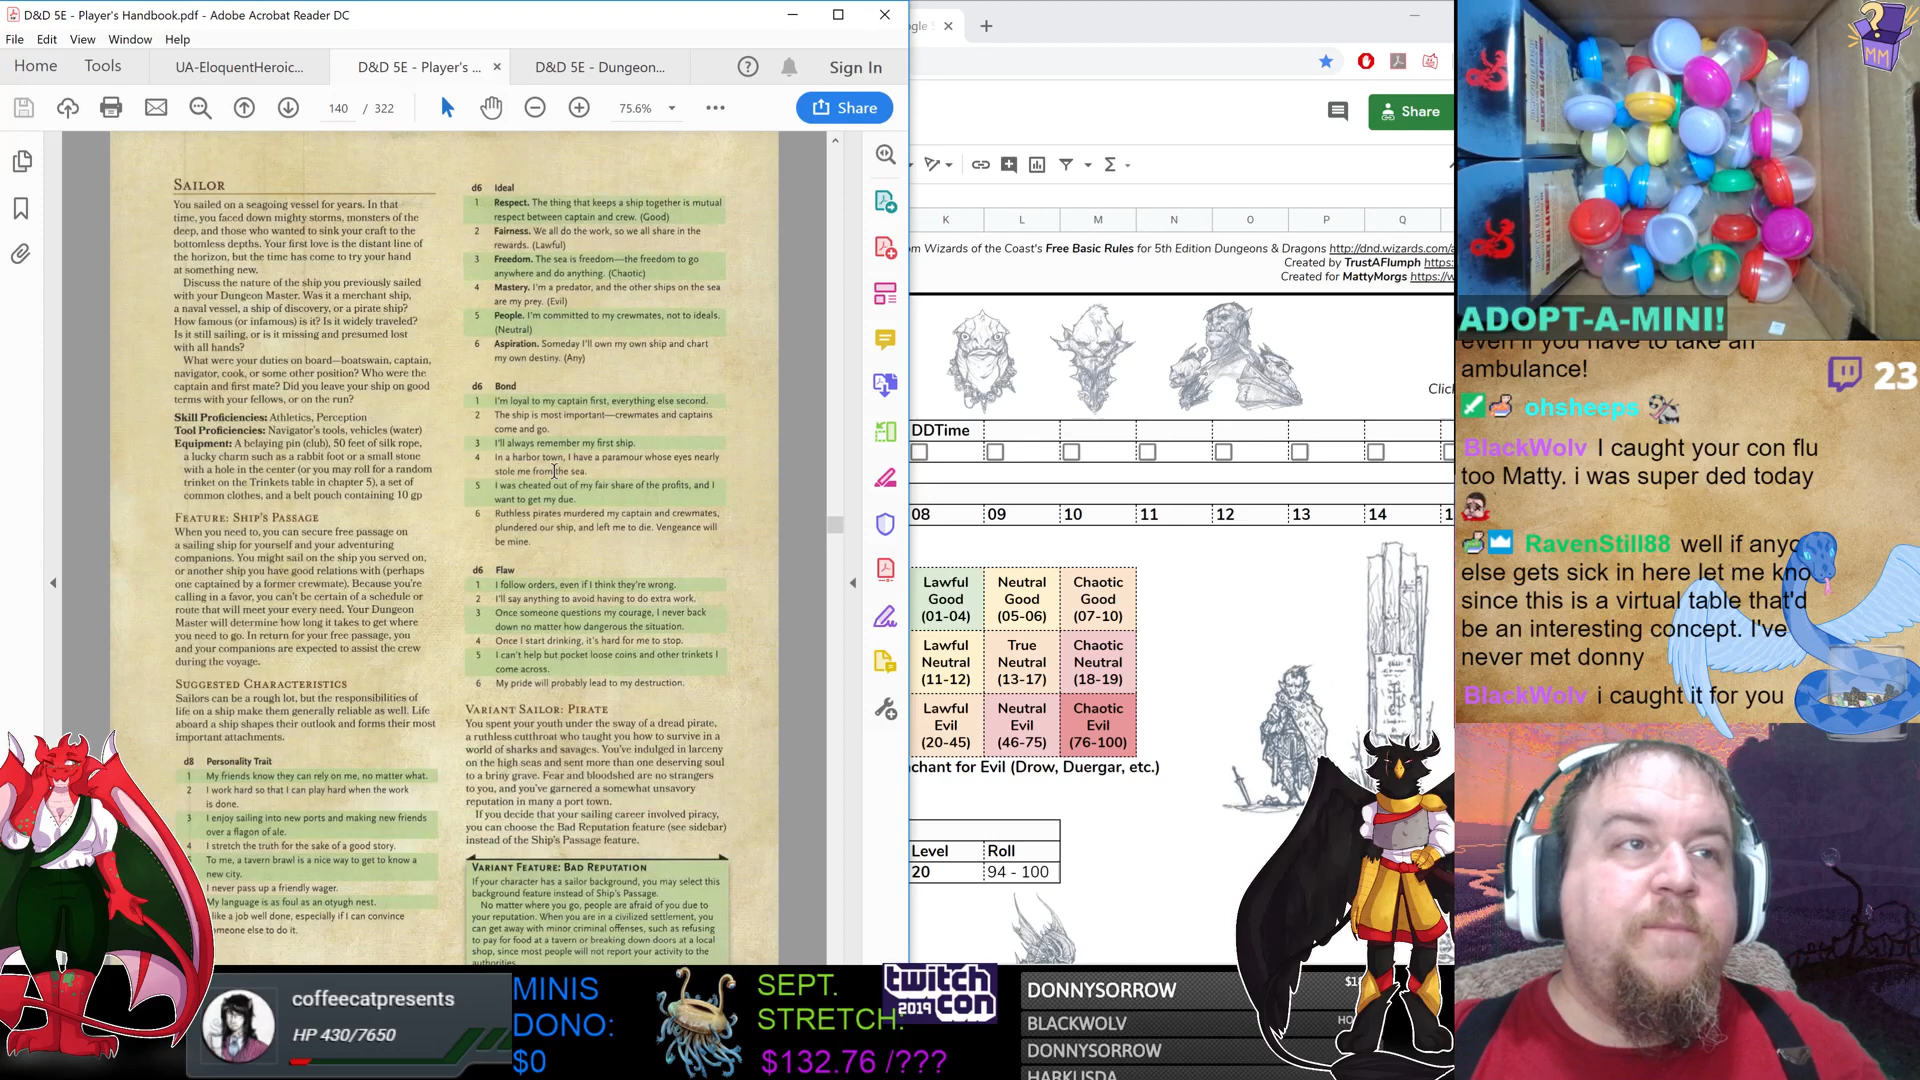 D&D 5E - Player's Handbook.pdf - Adobe Acrobat Reader DC
File Edit View Window Help
Home Tools UA-EloquentHeroic... D&D 5E - Player's ... D&D 5E - Dungeon... Sign In
140 / 322 75.6% Share
SAILOR
You sailed on a seagoing vessel for years. In that
time, you faced down mighty storms, monsters of the
deep, and those who wanted to sink your craft to the
bottomless depths. Your first love is the distant line of
the horizon, but the time has come to try your hand
at something new.
Discuss the nature of the ship you previously sailed
with your Dungeon Master. Was it a merchant ship,
a naval vessel, a ship of discovery, or a pirate ship?
How famous (or infamous) is it? Is it widely traveled?
Is it still sailing, or is it missing and presumed lost
with all hands?
What were your duties on board—boatswain, captain,
navigator, cook, or some other position? Who were the
captain and first mate? Did you leave your ship on good
terms with your fellows, or on the run?
Skill Proficiencies: Athletics, Perception
Tool Proficiencies: Navigator's tools, vehicles (water)
Equipment: A belaying pin (club), 50 feet of silk rope,
a lucky charm such as a rabbit foot or a small stone
with a hole in the center (or you may roll for a random
trinket on the Trinkets table in chapter 5), a set of
common clothes, and a belt pouch containing 10 gp
FEATURE: SHIP'S PASSAGE
When you need to, you can secure free passage on
a sailing ship for yourself and your adventuring
companions. You might sail on the ship you served on,
or another ship you have good relations with (perhaps
one captained by a former crewmate). Because you're
calling in a favor, you can't be certain of a schedule or
route that will meet your every need. Your Dungeon
Master will determine how long it takes to get where
you need to go. In return for your free passage, you
and your companions are expected to assist the crew
during the voyage.
SUGGESTED CHARACTERISTICS
Sailors can be a rough lot, but the responsibilities of
life on a ship make them generally reliable as well. Life
aboard a ship shapes their outlook and forms their most
important attachments.
d8 Personality Trait
1 My friends know they can rely on me, no matter what.
2 I work hard so that I can play hard when the work
is done.
3 I enjoy sailing into new ports and making new friends
over a flagon of ale.
4 I stretch the truth for the sake of a good story.
To me, a tavern brawl is a nice way to get to know a
new city.
I never pass up a friendly wager.
My language is as foul as an otyugh nest.
like a job well done, especially if I can convince
omeone else to do it.
d6 Ideal
1 Respect. The thing that keeps a ship together is mutual
respect between captain and crew. (Good)
2 Fairness. We all do the work, so we all share in the
rewards. (Lawful)
3 Freedom. The sea is freedom—the freedom to go
anywhere and do anything. (Chaotic)
4 Mastery. I'm a predator, and the other ships on the sea
are my prey. (Evil)
5 People. I'm committed to my crewmates, not to ideals.
(Neutral)
6 Aspiration. Someday I'll own my own ship and chart
my own destiny. (Any)
d6 Bond
1 I'm loyal to my captain first, everything else second.
2 The ship is most important—crewmates and captains
come and go.
3 I'll always remember my first ship.
4 In a harbor town, I have a paramour whose eyes nearly
stole me from the sea.
5 I was cheated out of my fair share of the profits, and I
want to get my due.
6 Ruthless pirates murdered my captain and crewmates,
plundered our ship, and left me to die. Vengeance will
be mine.
d6 Flaw
1 I follow orders, even if I think they're wrong.
2 I'll say anything to avoid having to do extra work.
3 Once someone questions my courage, I never back
down no matter how dangerous the situation.
4 Once I start drinking, it's hard for me to stop.
5 I can't help but pocket loose coins and other trinkets I
come across.
6 My pride will probably lead to my destruction.
VARIANT SAILOR: PIRATE
You spent your youth under the sway of a dread pirate,
a ruthless cutthroat who taught you how to survive in a
world of sharks and savages. You've indulged in larceny
on the high seas and sent more than one deserving soul
to a briny grave. Fear and bloodshed are no strangers
to you, and you've garnered a somewhat unsavory
reputation in many a port town.
If you decide that your sailing career involved piracy,
you can choose the Bad Reputation feature (see sidebar)
instead of the Ship's Passage feature.
VARIANT FEATURE: BAD REPUTATION
If your character has a sailor background, you may select this
background feature instead of Ship's Passage.
No matter where you go, people are afraid of you due to
your reputation. When you are in a civilized settlement, you
can get away with minor criminal offenses, such as refusing
to pay for food at a tavern or breaking down doors at a local
shop, since most people will not report your activity to the
authorities.
gle
Share
K L M N O P Q
om Wizards of the Coast's Free Basic Rules for 5th Edition Dungeons & Dragons http://dnd.wizards.com/a
Created by TrustAFlumph https:
Created for MattyMorgs https://w
Click
DDTime
08 09 10 11 12 13 14 1
Lawful Good (01-04) Neutral Good (05-06) Chaotic Good (07-10)
Lawful Neutral (11-12) True Neutral (13-17) Chaotic Neutral (18-19)
Lawful Evil (20-45) Neutral Evil (46-75) Chaotic Evil (76-100)
chant for Evil (Drow, Duergar, etc.)
Level Roll
20 94 - 100
MM
ADOPT-A-MINI!
even if you have to take an
ambulance!
23
ohsheeps
BlackWolv I caught your con flu
too Matty. i was super ded today
RavenStill88 well if anyo
else gets sick in here let me kno
since this is a virtual table that'd
be an interesting concept. I've
never met donny
BlackWolv i caught it for you
coffeecatpresents
HP 430/7650
MINIS
DONO:
$0
SEPT.
STRETCH:
$132.76 /???
twitch
con
2019
DONNYSORROW
BLACKWOLV
DONNYSORROW
HARKUSDA